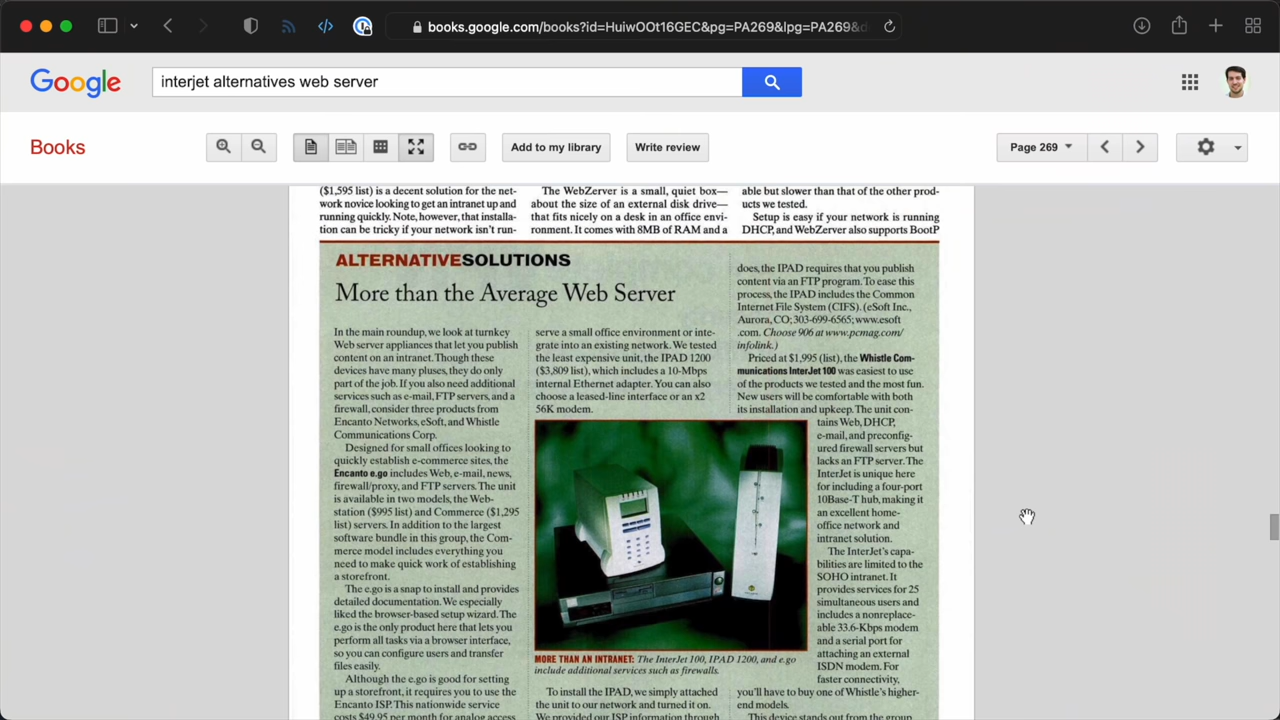 books.google.com/books?id=HuiwOOt16GEC&pg=PA269&lpg=PA269&d
Google
interjet alternatives web server
Books
Add to my library
Write review
Page 269
($1,595 list) is a decent solution for the net-
work novice looking to get an intranet up and
running quickly. Note, however, that installa-
tion can be tricky if your network isn't run-
The WebZerver is a small, quiet box—
about the size of an external disk drive—
that fits nicely on a desk in an office envi-
ronment. It comes with 8MB of RAM and a
able but slower than that of the other prod-
ucts we tested.
Setup is easy if your network is running
DHCP, and WebZerver also supports BootP
ALTERNATIVESOLUTIONS
More than the Average Web Server
In the main roundup, we look at turnkey
Web server appliances that let you publish
content on an intranet. Though these
devices have many pluses, they do only
part of the job. If you also need additional
services such as e-mail, FTP servers, and a
firewall, consider three products from
Encanto Networks, eSoft, and Whistle
Communications Corp.
Designed for small offices looking to
quickly establish e-commerce sites, the
Encanto e.go includes Web, e-mail, news,
firewall/proxy, and FTP servers. The unit
is available in two models, the Web-
station ($995 list) and Commerce ($1,295
list) servers. In addition to the largest
software bundle in this group, the Com-
merce model includes everything you
need to make quick work of establishing
a storefront.
The e.go is a snap to install and provides
detailed documentation. We especially
liked the browser-based setup wizard. The
e.go is the only product here that lets you
perform all tasks via a browser interface,
so you can configure users and transfer
files easily.
Although the e.go is good for setting
up a storefront, it requires you to use the
Encanto ISP. This nationwide service
costs $49.95 per month for analog access
serve a small office environment or inte-
grate into an existing network. We tested
the least expensive unit, the IPAD 1200
($3,809 list), which includes a 10-Mbps
internal Ethernet adapter. You can also
choose a leased-line interface or an x2
56K modem.
MORE THAN AN INTRANET: The InterJet 100, IPAD 1200, and e.go
include additional services such as firewalls.
To install the IPAD, we simply attached
the unit to our network and turned it on.
We provided our ISP information through
does, the IPAD requires that you publish
content via an FTP program. To ease this
process, the IPAD includes the Common
Internet File System (CIFS). (eSoft Inc.,
Aurora, CO; 303-699-6565; www.esoft
.com. Choose 906 at www.pcmag.com/
infolink.)
Priced at $1,995 (list), the Whistle Com-
munications InterJet 100 was easiest to use
of the products we tested and the most fun.
New users will be comfortable with both
its installation and upkeep. The unit con-
tains Web, DHCP,
e-mail, and preconfig-
ured firewall servers but
lacks an FTP server. The
InterJet is unique here
for including a four-port
10Base-T hub, making it
an excellent home-
office network and
intranet solution.
The InterJet's capa-
bilities are limited to the
SOHO intranet. It
provides services for 25
simultaneous users and
includes a nonreplace-
able 33.6-Kbps modem
and a serial port for
attaching an external
ISDN modem. For
faster connectivity,
you'll have to buy one of Whistle's higher-
end models.
This device stands out from the group